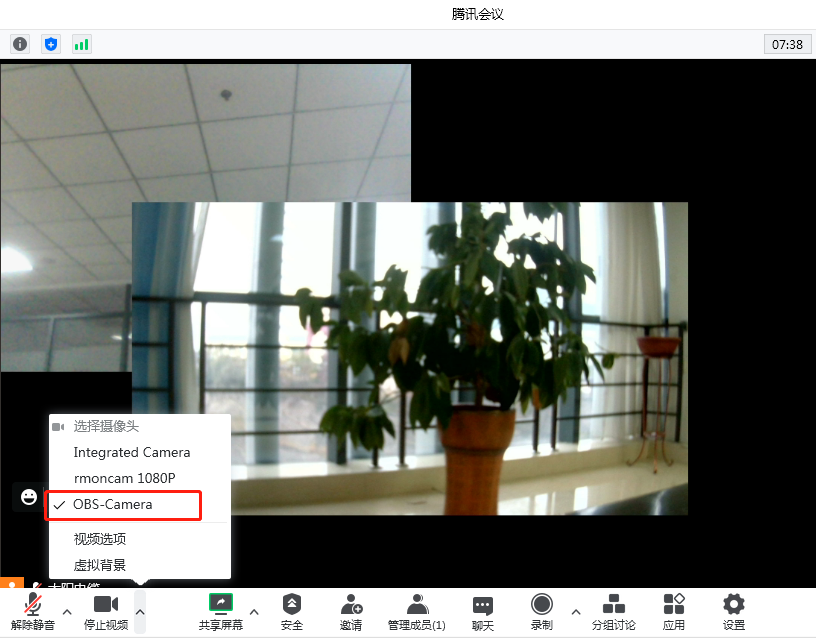 腾讯会议
07:38
选择摄像头
Integrated Camera
rmoncam 1080P
OBS-Camera
视频选项
虚拟背景
解除静音
停止视频
共享屏幕
安全
邀请
管理成员(1)
聊天
录制
分组讨论
应用
设置